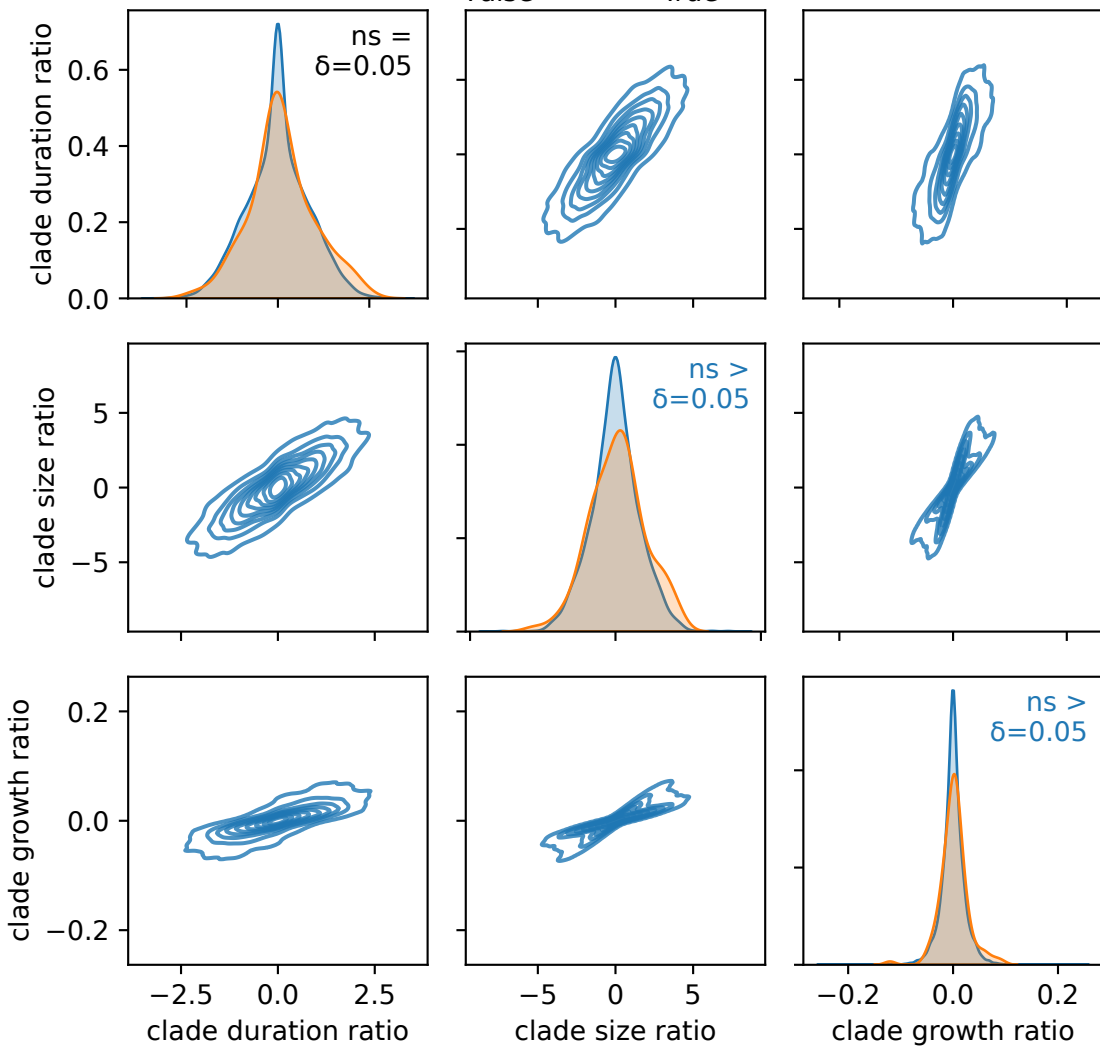 clade duration ratio
0.6
0.4
0.2
0.0
ns =
δ=0.05
clade size ratio
5
0
−5
ns >
δ=0.05
clade growth ratio
0.2
0.0
−0.2
ns >
δ=0.05
−2.5 0.0 2.5
−5 0 5
−0.2 0.0 0.2
clade duration ratio
clade size ratio
clade growth ratio